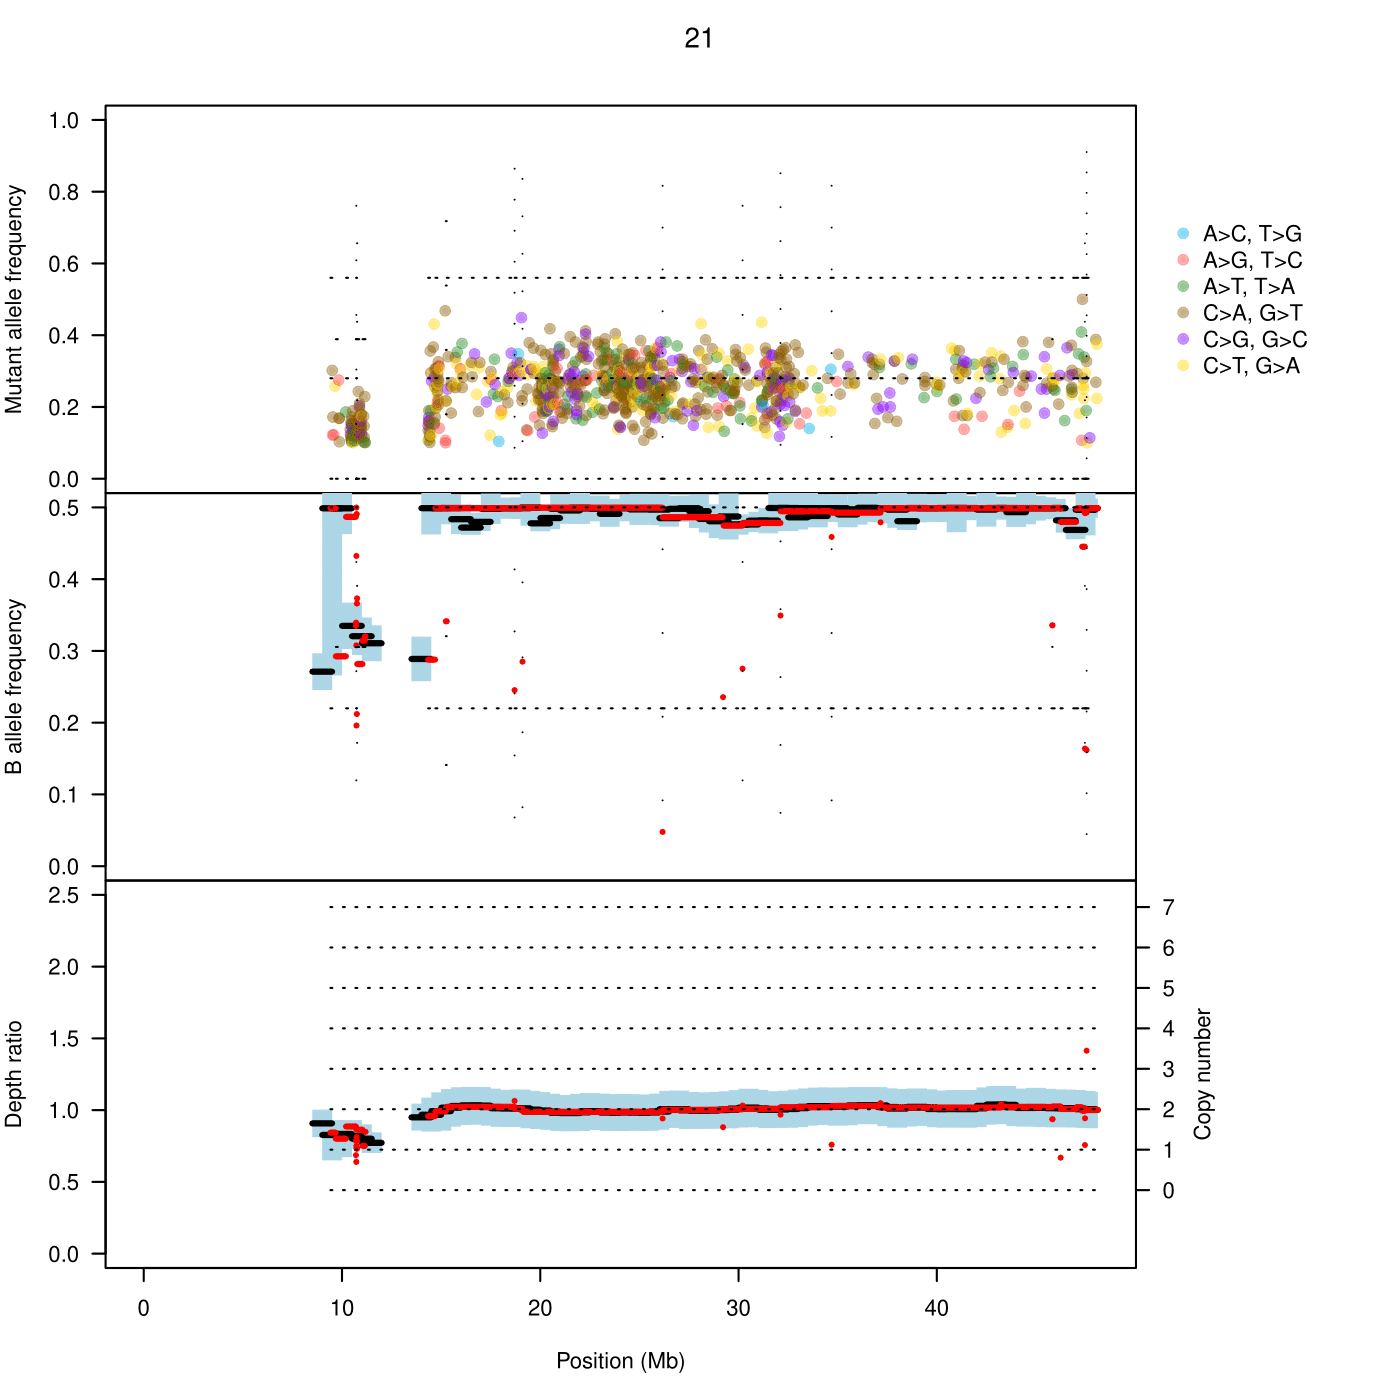 21
Mutant allele frequency
1.0
0.8
0.6
0.4
0.2
0.0
A>C, T>G
A>G, T>C
A>T, T>A
C>A, G>T
C>G, G>C
C>T, G>A
B allele frequency
0.5
0.4
0.3
0.2
0.1
0.0
Depth ratio
2.5
2.0
1.5
1.0
0.5
0.0
7
6
5
4
3
2
1
0
Copy number
0 10 20 30 40
Position (Mb)